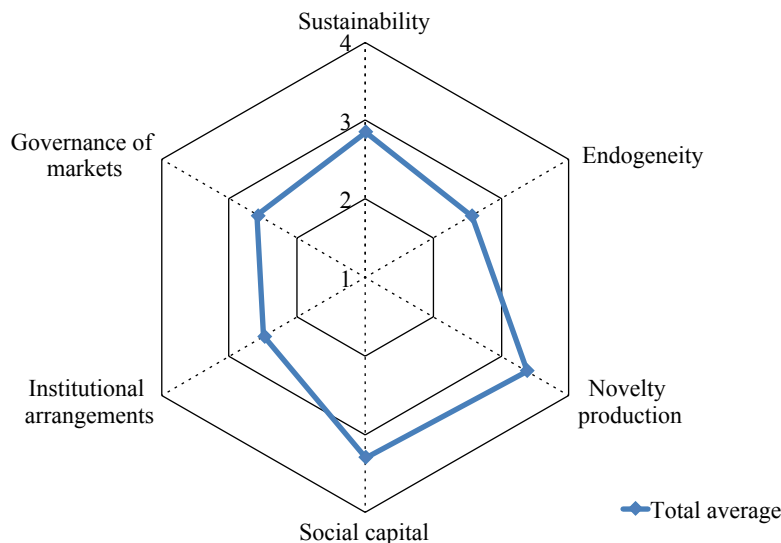 Sustainability
4
Governance of
markets
3
Endogeneity
2
1
Institutional
arrangements
Novelty
production
Social capital
Total average